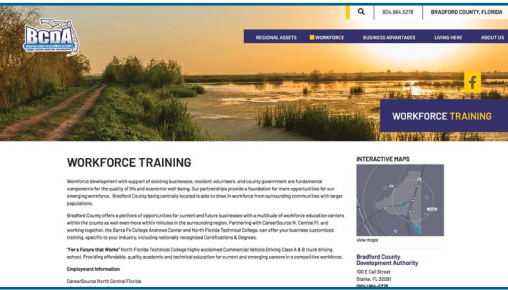 904.964.5278 BRADFORD COUNTY, FLORIDA
BCDA
REGIONAL ASSETS WORKFORCE BUSINESS ADVANTAGES LIVING HERE ABOUT US
f
WORKFORCE TRAINING
WORKFORCE TRAINING
Workforce development with support of existing businesses, resident volunteers, and county government are fundamental
components for the quality of life and economic well-being. Our partnerships provide a foundation for more opportunities for our
emerging workforce. Bradford County being centrally located is able to draw in workforce from surrounding communities with larger
populations.
Bradford County offers a plethora of opportunities for current and future businesses with a multitude of workforce education centers
within the county as well-even more within minutes in the surrounding region. Partnering with CareerSource N. Central Fl. and
working together, the Santa Fe College Andrews Center and North Florida Technical College, can offer your business customized
training, specific to your industry, including nationally recognized Certifications & Degrees.
"For a Future that Works" North Florida Technical College highly acclaimed Commercial Vehicle Driving Class A & B truck driving
school. Providing affordable, quality academic and technical education for current and emerging careers in a competitive workforce.
Employment Information
CareerSource North Central Florida
INTERACTIVE MAPS
view maps
Bradford County
Development Authority
100 E Call Street
Starke, FL 32091
(904) 964-5278